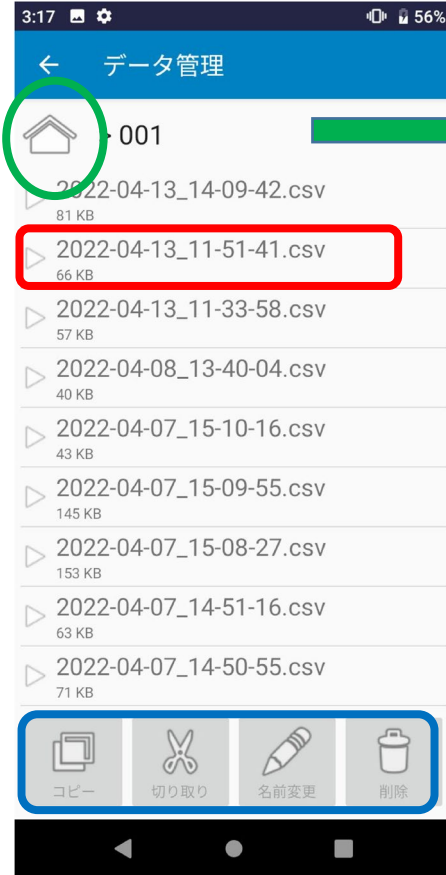 3:17 56%
データ管理
> 001
2022-04-13_14-09-42.csv
81 KB
2022-04-13_11-51-41.csv
66 KB
2022-04-13_11-33-58.csv
57 KB
2022-04-08_13-40-04.csv
40 KB
2022-04-07_15-10-16.csv
43 KB
2022-04-07_15-09-55.csv
145 KB
2022-04-07_15-08-27.csv
153 KB
2022-04-07_14-51-16.csv
63 KB
2022-04-07_14-50-55.csv
71 KB
コピー 切り取り 名前変更 削除